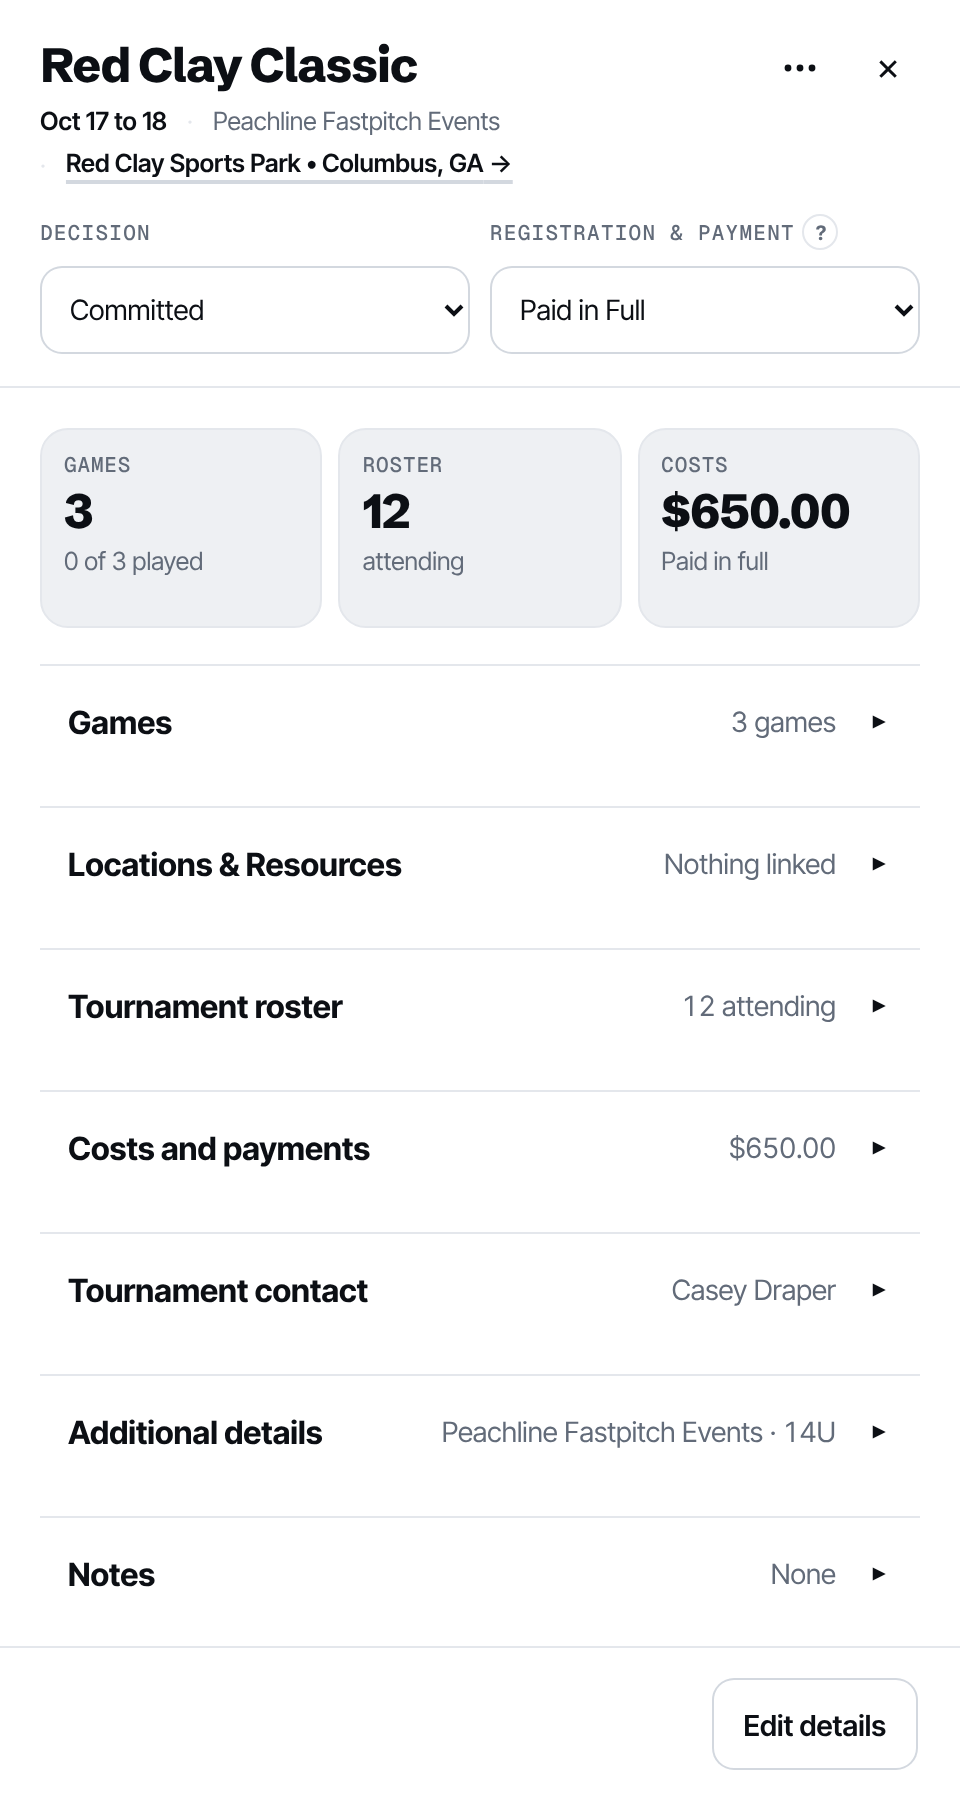 Red Clay Classic
Oct 17 to 18 · Peachline Fastpitch Events
· Red Clay Sports Park • Columbus, GA →
DECISION
REGISTRATION & PAYMENT ?
Committed
Paid in Full
GAMES
3
0 of 3 played
ROSTER
12
attending
COSTS
$650.00
Paid in full
Games 3 games
Locations & Resources Nothing linked
Tournament roster 12 attending
Costs and payments $650.00
Tournament contact Casey Draper
Additional details Peachline Fastpitch Events · 14U
Notes None
Edit details